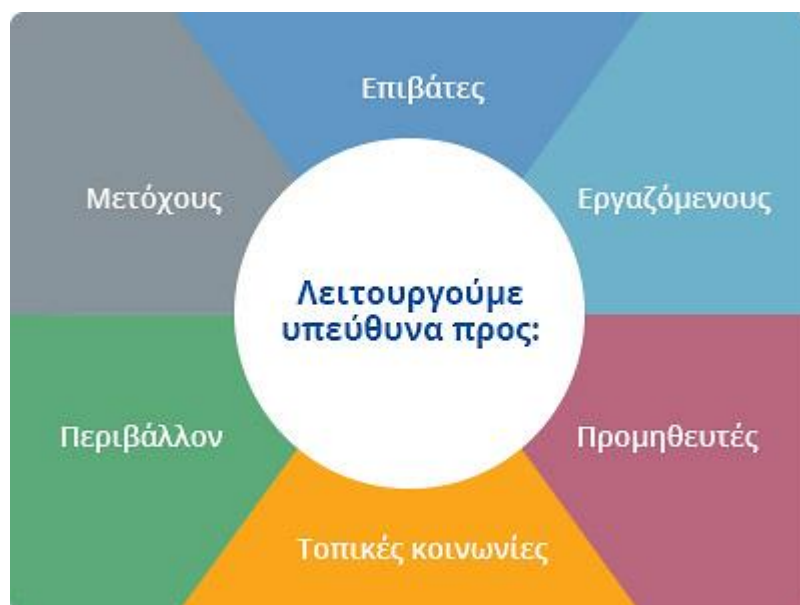 Επιβάτες
Μετόχους
Εργαζόμενους
Λειτουργούμε
υπεύθυνα προς:
Περιβάλλον
Προμηθευτές
Τοπικές κοινωνίες